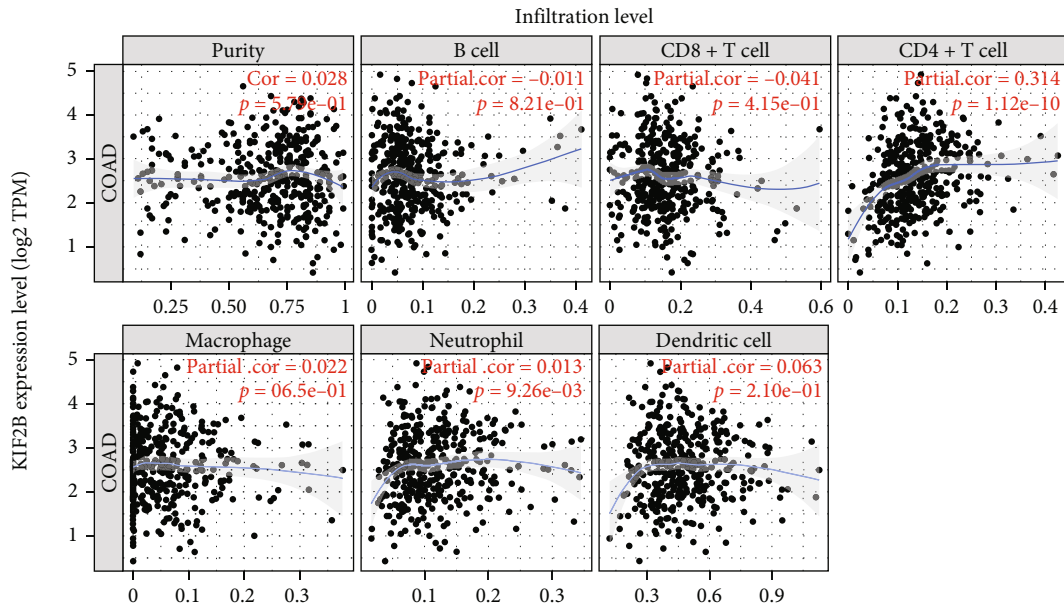 Infiltration level
Purity
B cell
CD8 + T cell
CD4 + T cell
KIF2B expression level (log2 TPM)
COAD
5
4
3
2
1
Cor = 0.028
p = 5.79e–01
Partial.cor = –0.011
p = 8.21e–01
Partial.cor = –0.041
p = 4.15e–01
Partial.cor = 0.314
p = 1.12e–10
0.25 0.50 0.75 1
0 0.1 0.2 0.3 0.4
0 0.2 0.4 0.6
0 0.1 0.2 0.3 0.4
Macrophage
Neutrophil
Dendritic cell
COAD
5
4
3
2
1
Partial .cor = 0.022
p = 06.5e–01
Partial .cor = 0.013
p = 9.26e–03
Partial .cor = 0.063
p = 2.10e–01
0 0.1 0.2 0.3
0.1 0.2 0.3
0.3 0.6 0.9